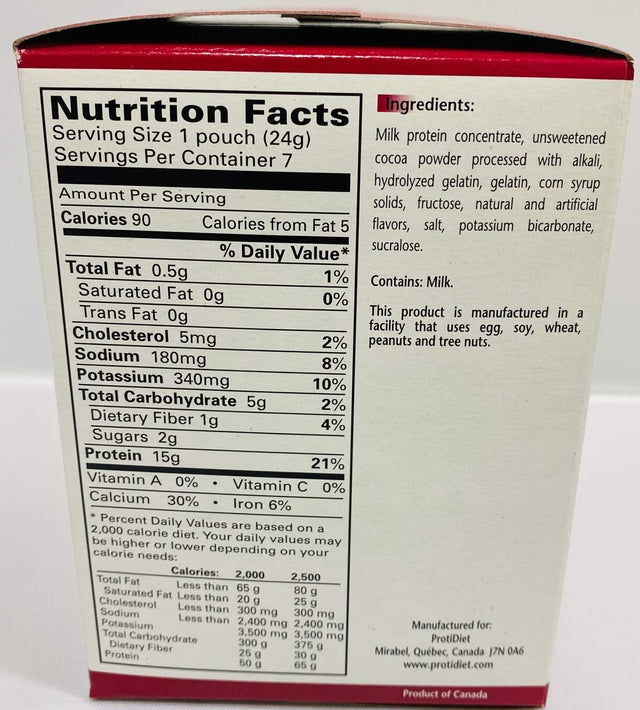 Nutrition Facts
Serving Size 1 pouch (24g)
Servings Per Container 7
Amount Per Serving
Calories 90 Calories from Fat 5
% Daily Value*
Total Fat 0.5g 1%
Saturated Fat 0g 0%
Trans Fat 0g
Cholesterol 5mg 2%
Sodium 180mg 8%
Potassium 340mg 10%
Total Carbohydrate 5g 2%
Dietary Fiber 1g 4%
Sugars 2g
Protein 15g 21%
Vitamin A 0% • Vitamin C 0%
Calcium 30% • Iron 6%
* Percent Daily Values are based on a
2,000 calorie diet. Your daily values may
be higher or lower depending on your
calorie needs:
Calories: 2,000 2,500
Total Fat Less than 65 g 80 g
Saturated Fat Less than 20 g 25 g
Cholesterol Less than 300 mg 300 mg
Sodium Less than 2,400 mg 2,400 mg
Potassium 3,500 mg 3,500 mg
Total Carbohydrate 300 g 375 g
Dietary Fiber 25 g 30 g
Protein 50 g 65 g
Ingredients:
Milk protein concentrate, unsweetened
cocoa powder processed with alkali,
hydrolyzed gelatin, gelatin, corn syrup
solids, fructose, natural and artificial
flavors, salt, potassium bicarbonate,
sucralose.
Contains: Milk.
This product is manufactured in a
facility that uses egg, soy, wheat,
peanuts and tree nuts.
Manufactured for:
ProtiDiet
Mirabel, Québec, Canada J7N 0A6
www.protidiet.com
Product of Canada